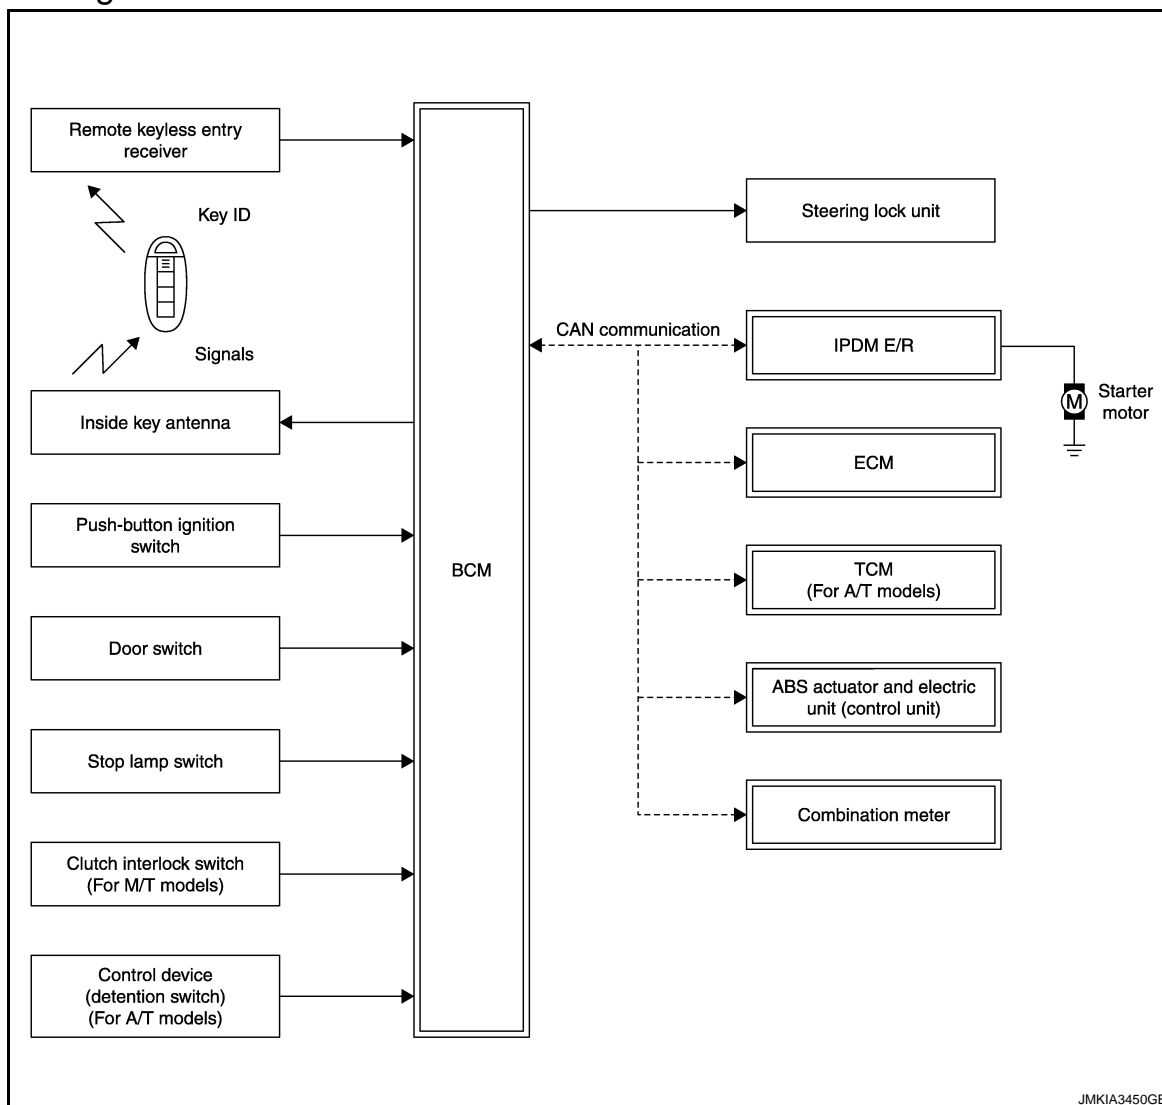 Remote keyless entry
receiver
Key ID
Signals
Inside key antenna
Push-button ignition
switch
Door switch
Stop lamp switch
Clutch interlock switch
(For M/T models)
Control device
(detention switch)
(For A/T models)
BCM
Steering lock unit
CAN communication
IPDM E/R
M
Starter
motor
ECM
TCM
(For A/T models)
ABS actuator and electric
unit (control unit)
Combination meter
JMKIA3450GE